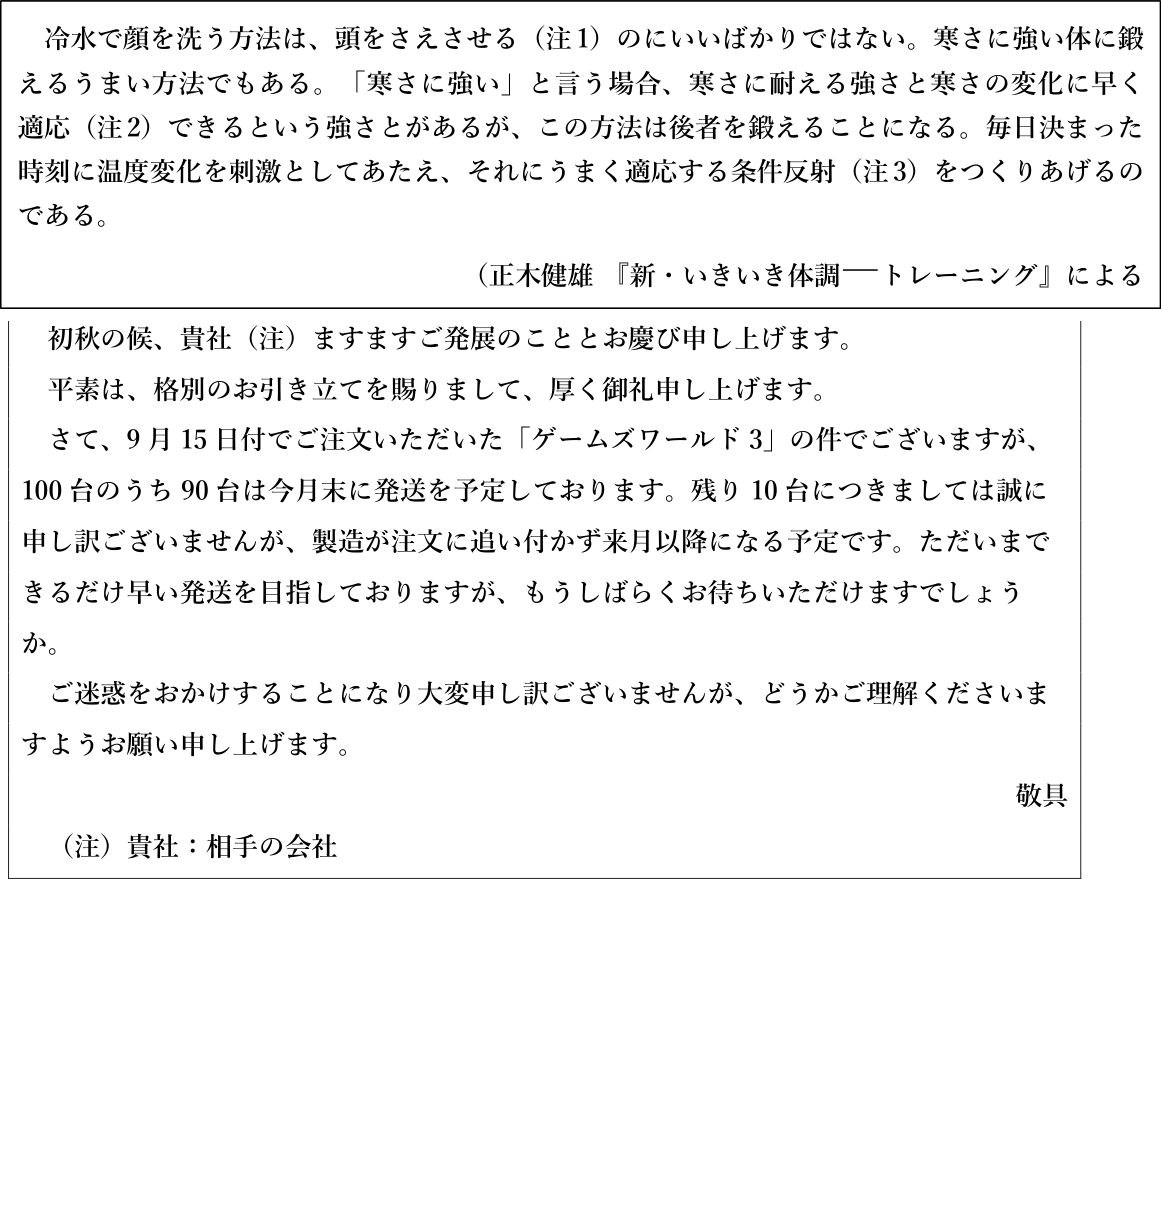 冷水で顔を洗う方法は、頭をさえさせる（注1）のにいいばかりではない。寒さに強い体に鍛
えるうまい方法でもある。「寒さに強い」と言う場合、寒さに耐える強さと寒さの変化に早く
適応（注2）できるという強さとがあるが、この方法は後者を鍛えることになる。毎日決まった
時刻に温度変化を刺激としてあたえ、それにうまく適応する条件反射（注3）をつくりあげるの
である。
（正木健雄 『新・いきいき体調──トレーニング』による
初秋の候、貴社（注）ますますご発展のこととお慶び申し上げます。
平素は、格別のお引き立てを賜りまして、厚く御礼申し上げます。
さて、9 月 15 日付でご注文いただいた「ゲームズワールド 3」の件でございますが、
100 台のうち 90 台は今月末に発送を予定しております。残り 10 台につきましては誠に
申し訳ございませんが、製造が注文に追い付かず来月以降になる予定です。ただいまで
きるだけ早い発送を目指しておりますが、もうしばらくお待ちいただけますでしょう
か。
ご迷惑をおかけすることになり大変申し訳ございませんが、どうかご理解くださいま
すようお願い申し上げます。
敬具
（注）貴社：相手の会社